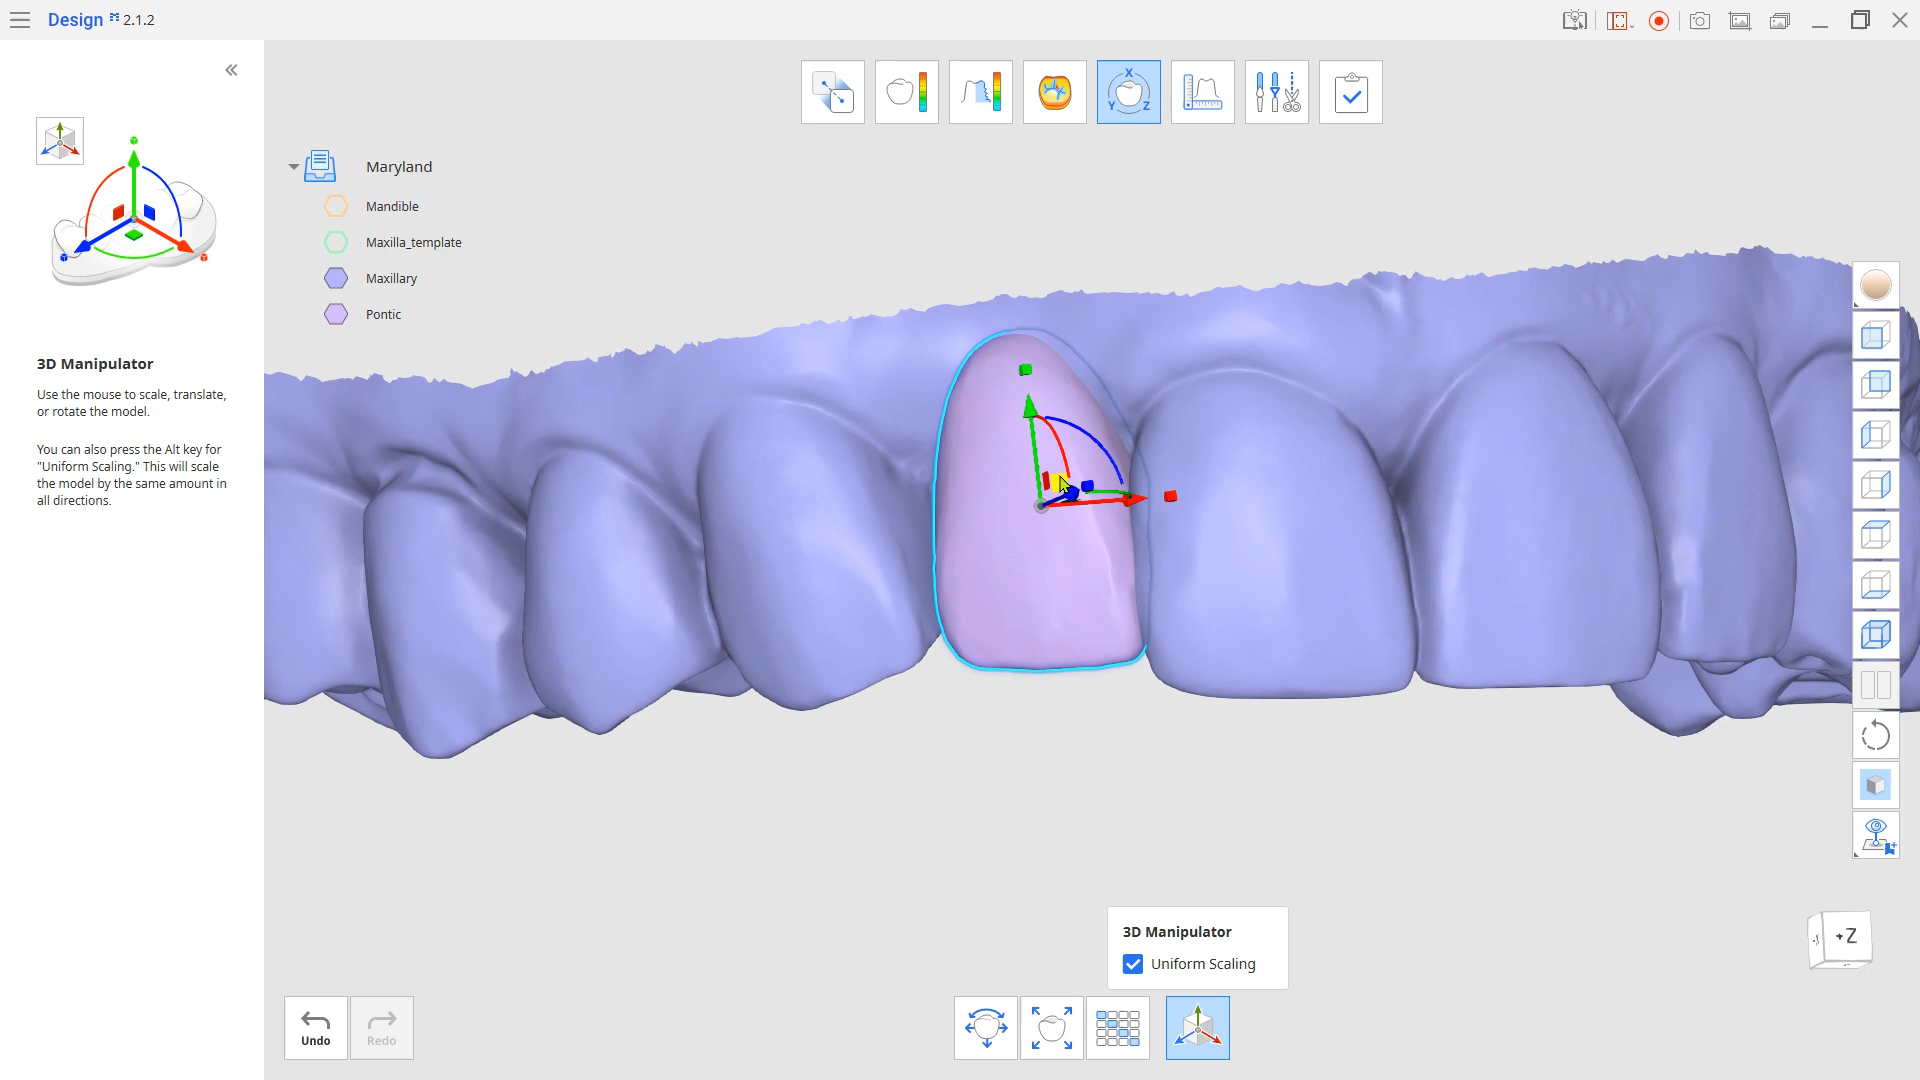 Design 2.1.2
X
Y Z
Maryland
Mandible
Maxilla_template
Maxillary
Pontic
3D Manipulator
Use the mouse to scale, translate,
or rotate the model.
You can also press the Alt key for
"Uniform Scaling." This will scale
the model by the same amount in
all directions.
3D Manipulator
Uniform Scaling
+Z
Undo
Redo